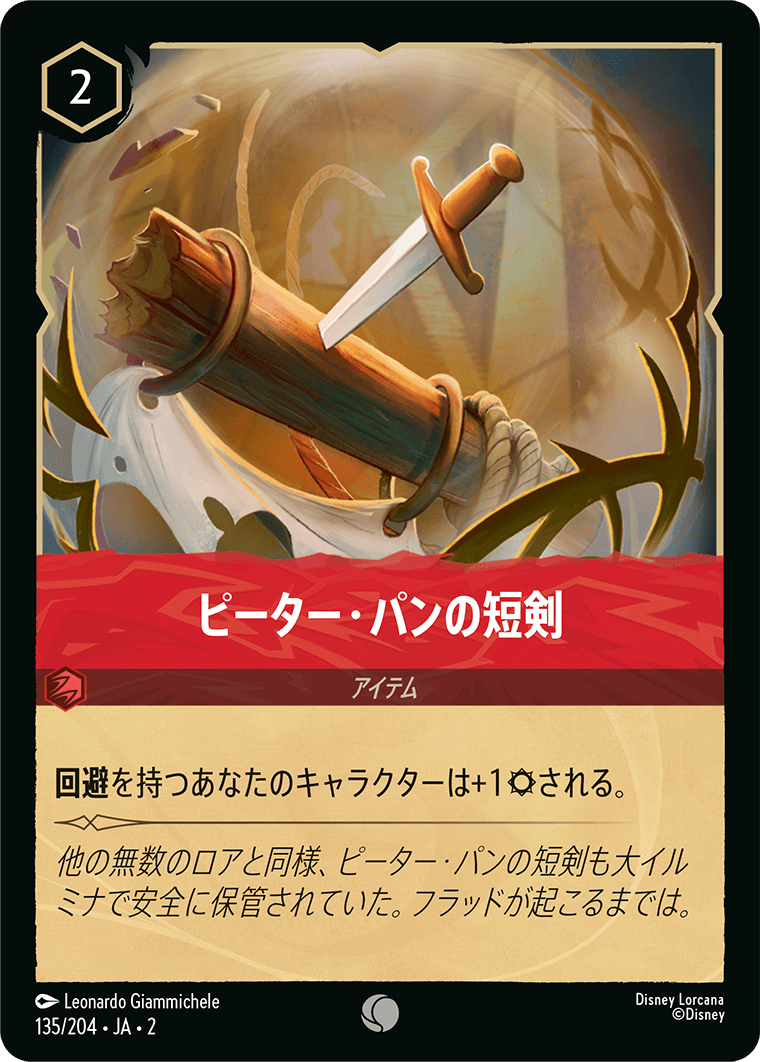 2
ピーター・パンの短剣
アイテム
回避を持つあなたのキャラクターは+1される。
他の無数のロアと同様、ピーター・パンの短剣も大イル
ミナで安全に保管されていた。フラッドが起こるまでは。
Leonardo Giammichele
Disney Lorcana
135/204 • JA • 2
©Disney